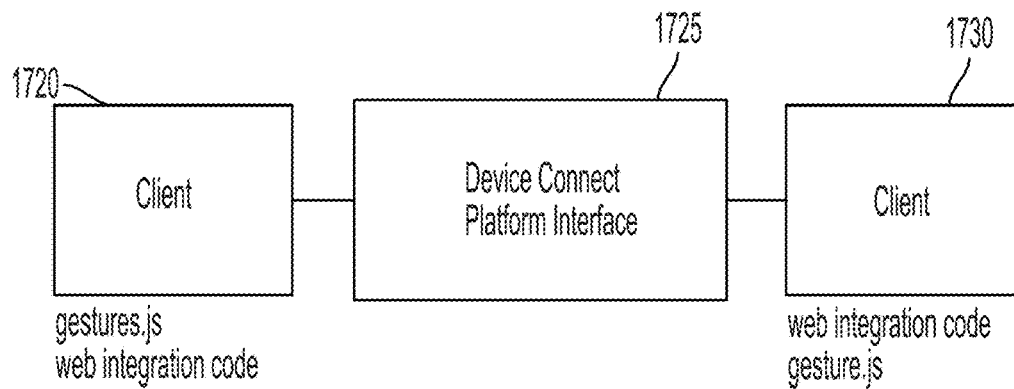 1725
1730
1720
Client
Device Connect
Platform Interface
Client
gestures.js
web integration code
web integration code
gesture.js